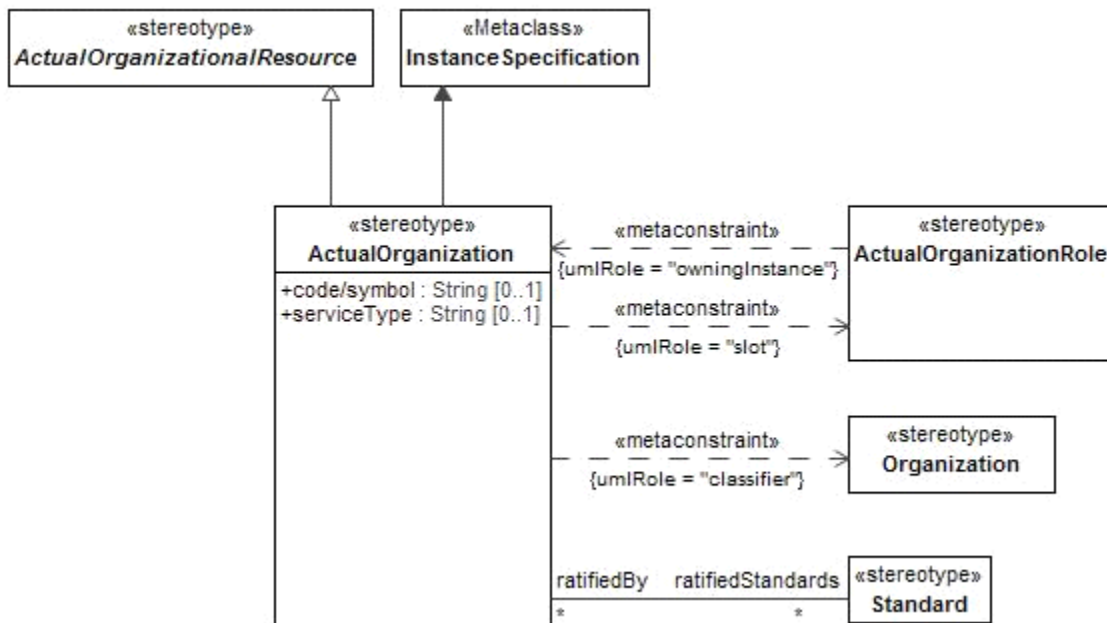 «stereotype»
ActualOrganizationalResource
«Metaclass»
InstanceSpecification
«stereotype»
ActualOrganization
+code/symbol : String [0..1]
+serviceType : String [0..1]
«metaconstraint»
{umlRole = "owningInstance"}
«metaconstraint»
{umlRole = "slot"}
«stereotype»
ActualOrganizationRole
«metaconstraint»
{umlRole = "classifier"}
«stereotype»
Organization
ratifiedBy
ratifiedStandards
*
*
«stereotype»
Standard